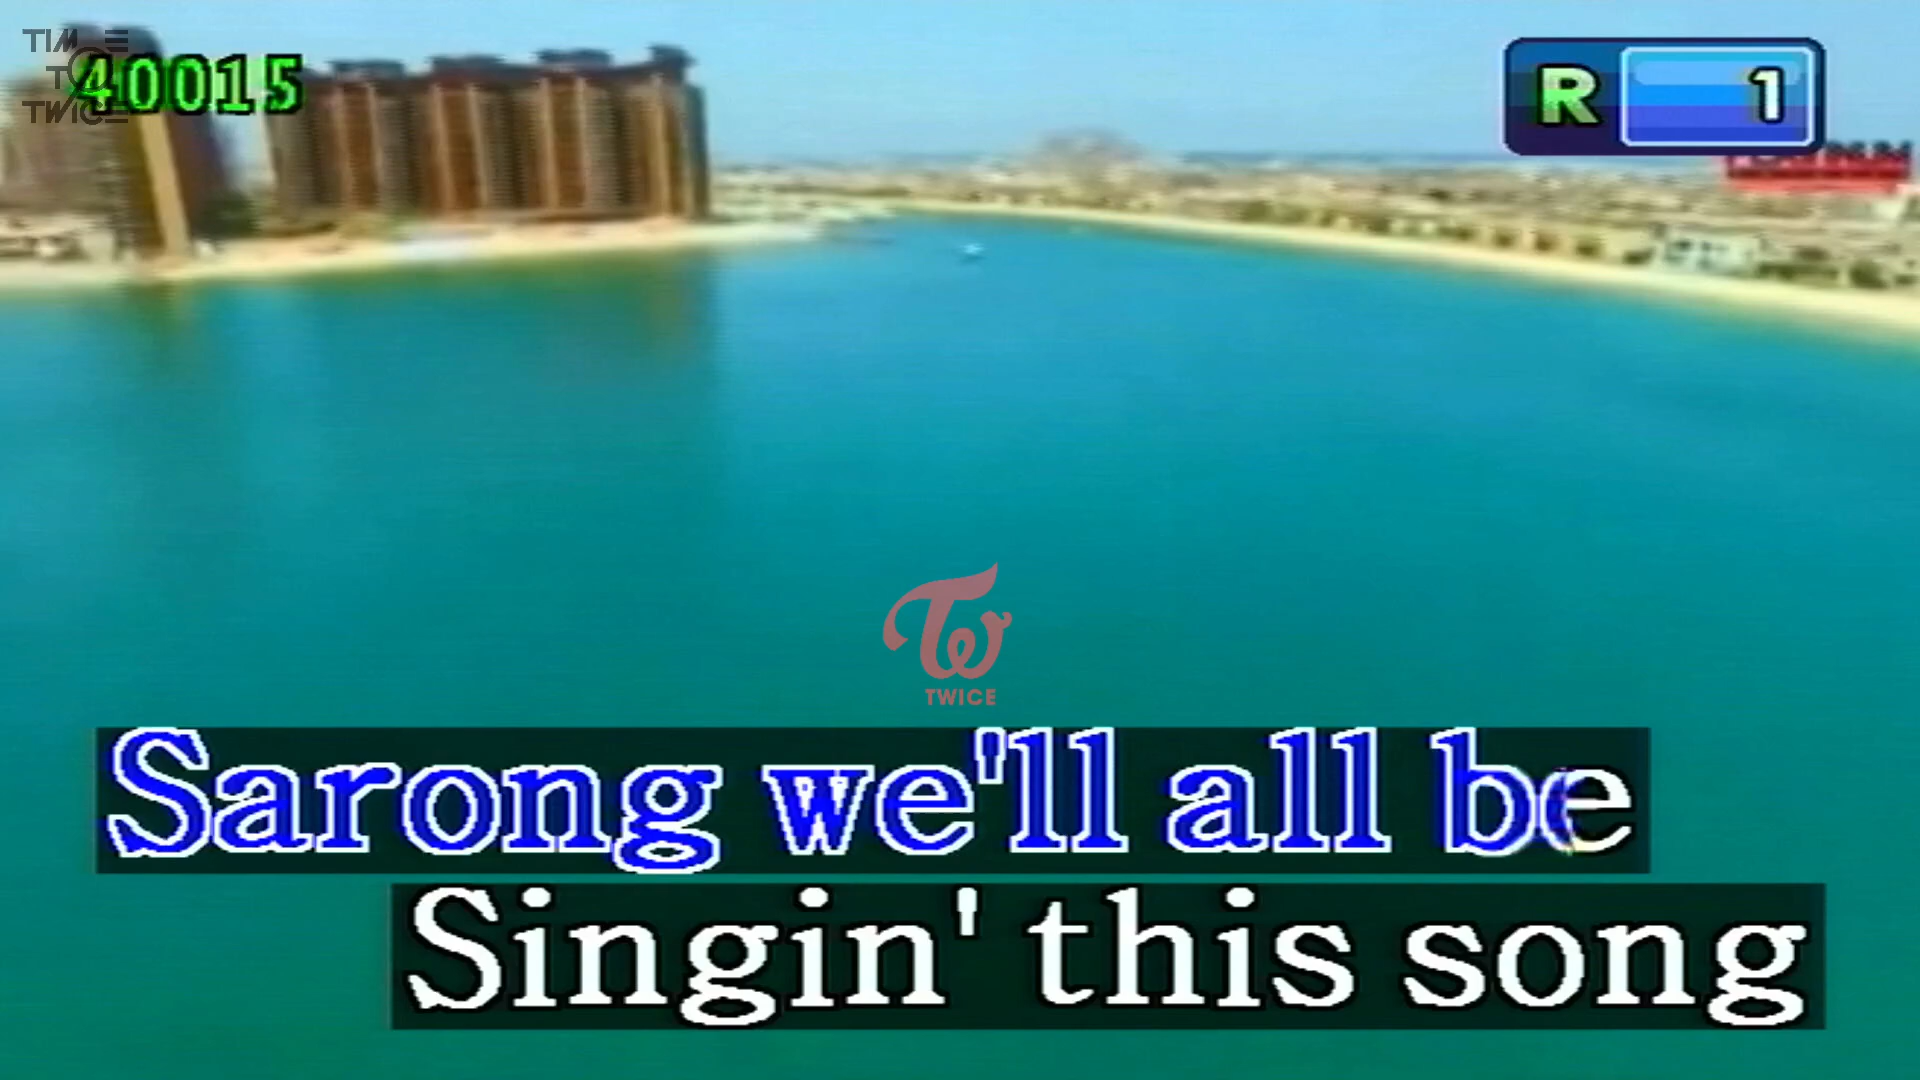 TIME
TO
TWICE
40015
R 1
TWICE
Sarong we'll all be
Singin' this song